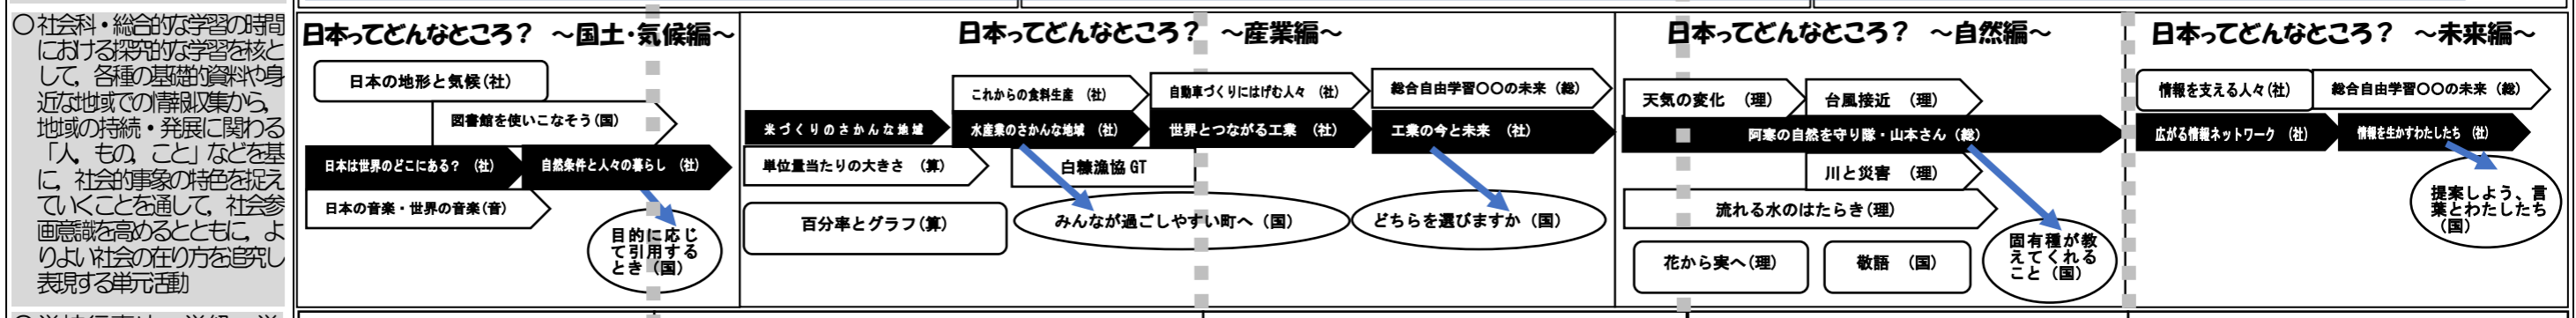 〇社会科・総合的な学習の時間
における探究的な学習を核と
して，各種の基礎的資料や身
近な地域での情報収集から，
地域の持続・発展に関わる
「人，もの，こと」などを基
に，社会的事象の特色を捉え
ていくことを通して，社会参
画意識を高めるとともに，よ
りよい社会の在り方を追究し
表現する単元活動
日本ってどんなところ？　～国土・気候編～
日本の地形と気候(社)
図書館を使いこなそう(国)
日本は世界のどこにある？　(社)
自然条件と人々の暮らし　(社)
日本の音楽・世界の音楽(音)
目的に応じ
て引用する
とき（国）
日本ってどんなところ？　～産業編～
これからの食料生産　(社)
自動車づくりにはげむ人々　(社)
総合自由学習〇〇の未来（総）
米づくりのさかんな地域
水産業のさかんな地域　(社)
世界とつながる工業　（社）
工業の今と未来　（社）
単位量当たりの大きさ　(算)
白糠漁協 GT
百分率とグラフ(算)
みんなが過ごしやすい町へ（国）
どちらを選びますか（国）
日本ってどんなところ？　～自然編～
天気の変化　（理）
台風接近　（理）
阿寒の自然を守り隊・山本さん（総）
川と災害　（理）
流れる水のはたらき(理)
花から実へ(理)
敬語　（国）
固有種が教
えてくれる
こと（国）
日本ってどんなところ？　～未来編～
情報を支える人々(社)
総合自由学習〇〇の未来（総）
広がる情報ネットワーク　（社）
情報を生かすわたしたち　(社)
提案しよう、言
葉とわたしたち
（国）